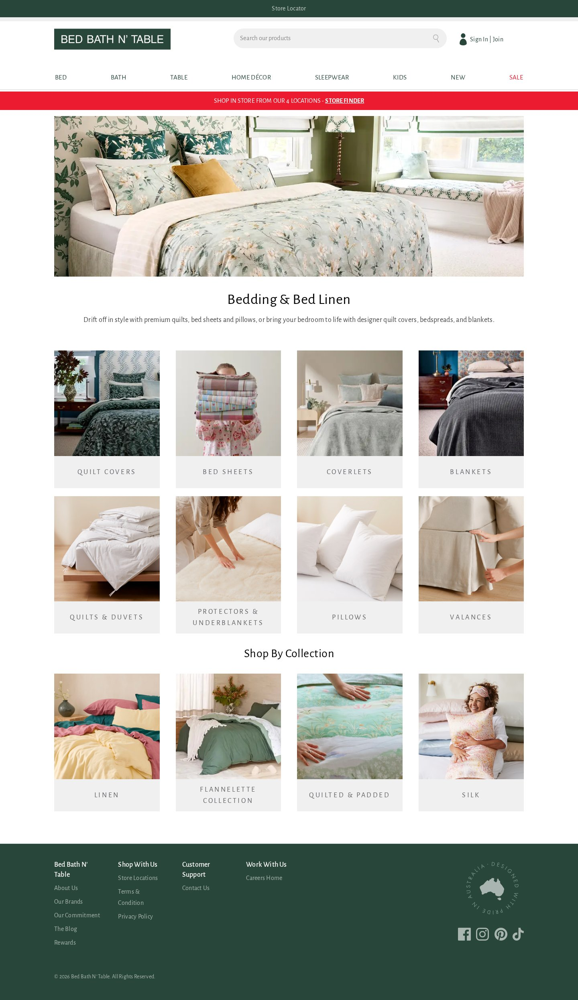 Store Locator
BED BATH N' TABLE
Search our products
Sign In | Join
BED BATH TABLE HOME DÉCOR SLEEPWEAR KIDS NEW SALE
SHOP IN STORE FROM OUR 4 LOCATIONS - STORE FINDER
Bedding & Bed Linen
Drift off in style with premium quilts, bed sheets and pillows, or bring your bedroom to life with designer quilt covers, bedspreads, and blankets.
QUILT COVERS
BED SHEETS
COVERLETS
BLANKETS
QUILTS & DUVETS
PROTECTORS &
UNDERBLANKETS
PILLOWS
VALANCES
Shop By Collection
LINEN
FLANNELETTE
COLLECTION
QUILTED & PADDED
SILK
Bed Bath N'
Table
About Us
Our Brands
Our Commitment
The Blog
Rewards
Shop With Us
Store Locations
Terms &
Condition
Privacy Policy
Customer
Support
Contact Us
Work With Us
Careers Home
· DESIGNED WITH PRIDE IN AUSTRALIA
© 2026 Bed Bath N' Table. All Rights Reserved.